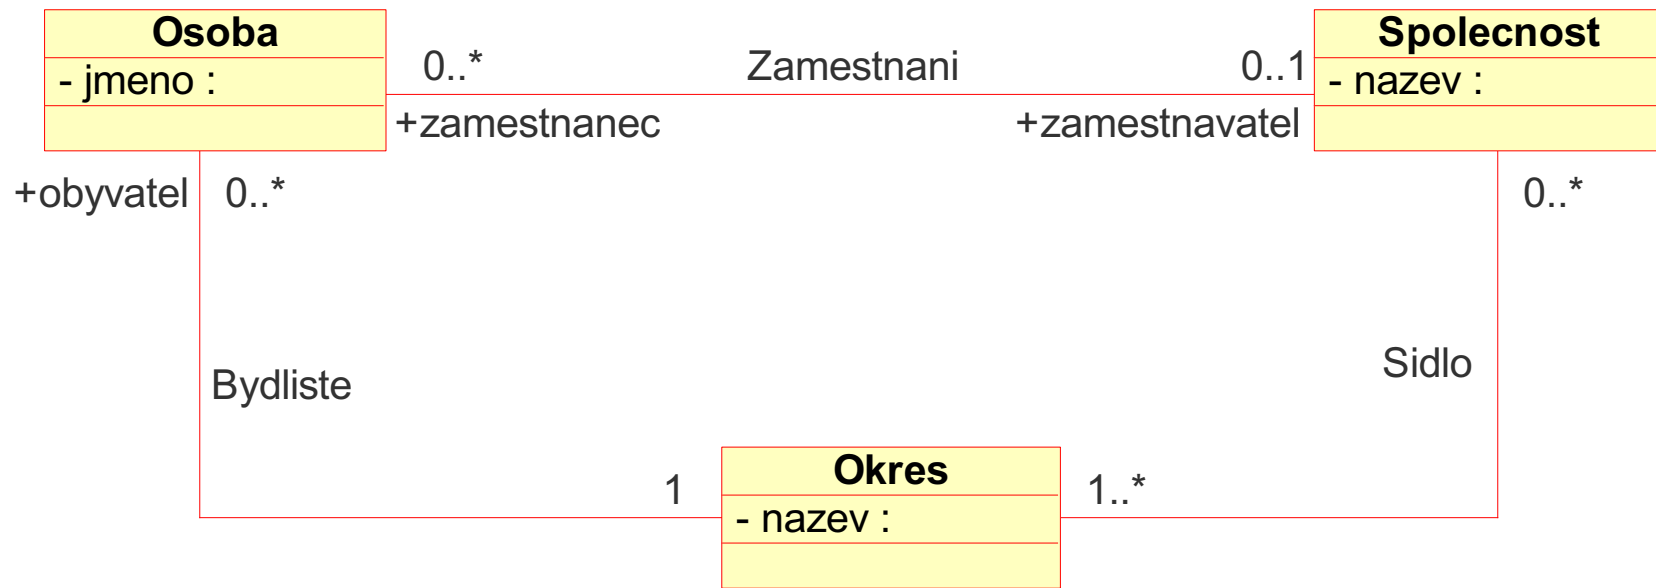 Osoba
- jmeno :
0..*
Zamestnani
0..1
Spolecnost
- nazev :
+zamestnanec
+zamestnavatel
+obyvatel
0..*
0..*
Bydliste
Sidlo
1
Okres
- nazev :
1..*